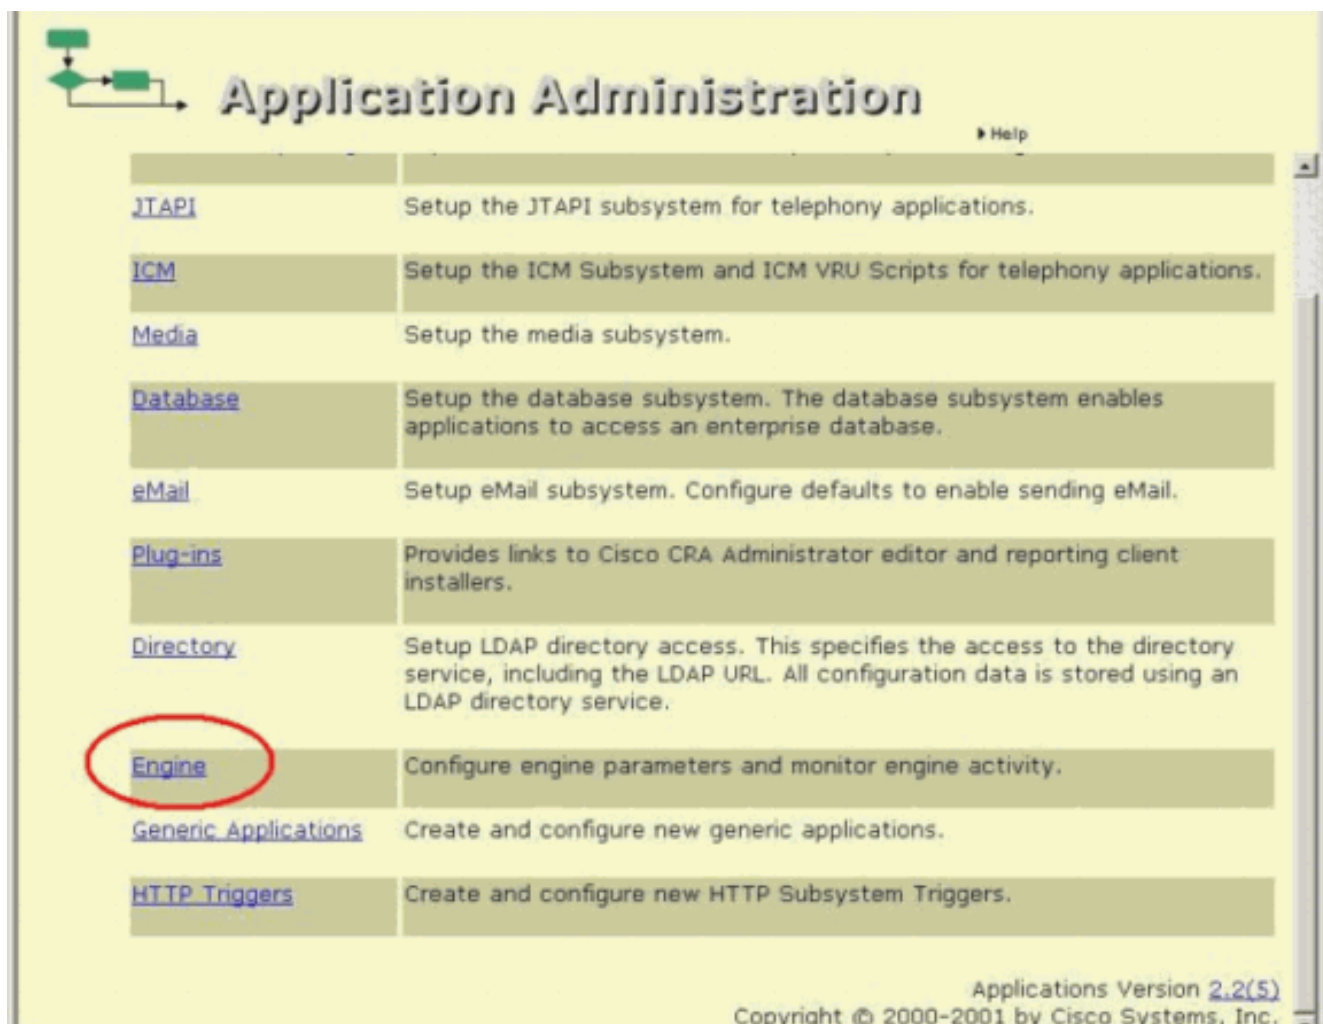 Application Administration
Help
JTAPI
Setup the JTAPI subsystem for telephony applications.
ICM
Setup the ICM Subsystem and ICM VRU Scripts for telephony applications.
Media
Setup the media subsystem.
Database
Setup the database subsystem. The database subsystem enables
applications to access an enterprise database.
eMail
Setup eMail subsystem. Configure defaults to enable sending eMail.
Plug-ins
Provides links to Cisco CRA Administrator editor and reporting client
installers.
Directory
Setup LDAP directory access. This specifies the access to the directory
service, including the LDAP URL. All configuration data is stored using an
LDAP directory service.
Engine
Configure engine parameters and monitor engine activity.
Generic Applications
Create and configure new generic applications.
HTTP Triggers
Create and configure new HTTP Subsystem Triggers.
Applications Version 2.2(5)
Copyright © 2000-2001 by Cisco Systems, Inc.